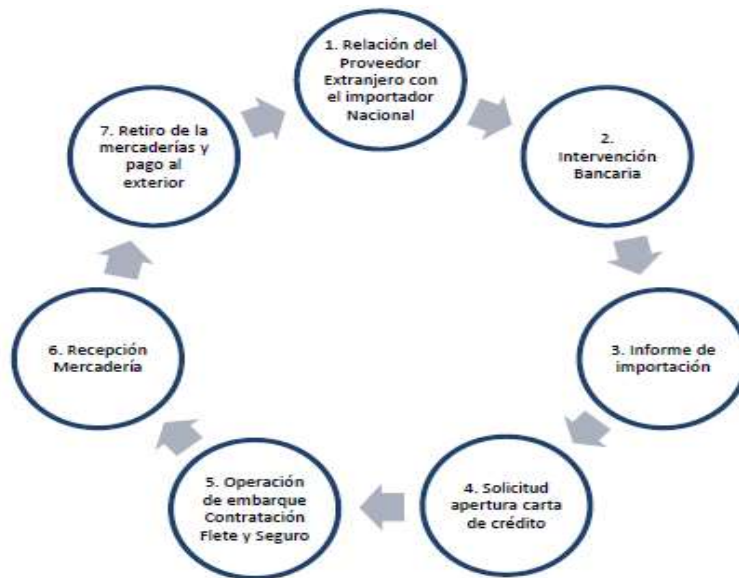 1. Relación del
Proveedor
Extranjero con
el importador
Nacional
2.
Intervención
Bancaria
3. Informe de
importación
4. Solicitud
apertura carta
de crédito
5. Operación
de embarque
Contratación
Flete y Seguro
6. Recepción
Mercadería
7. Retiro de la
mercaderías y
pago al
exterior